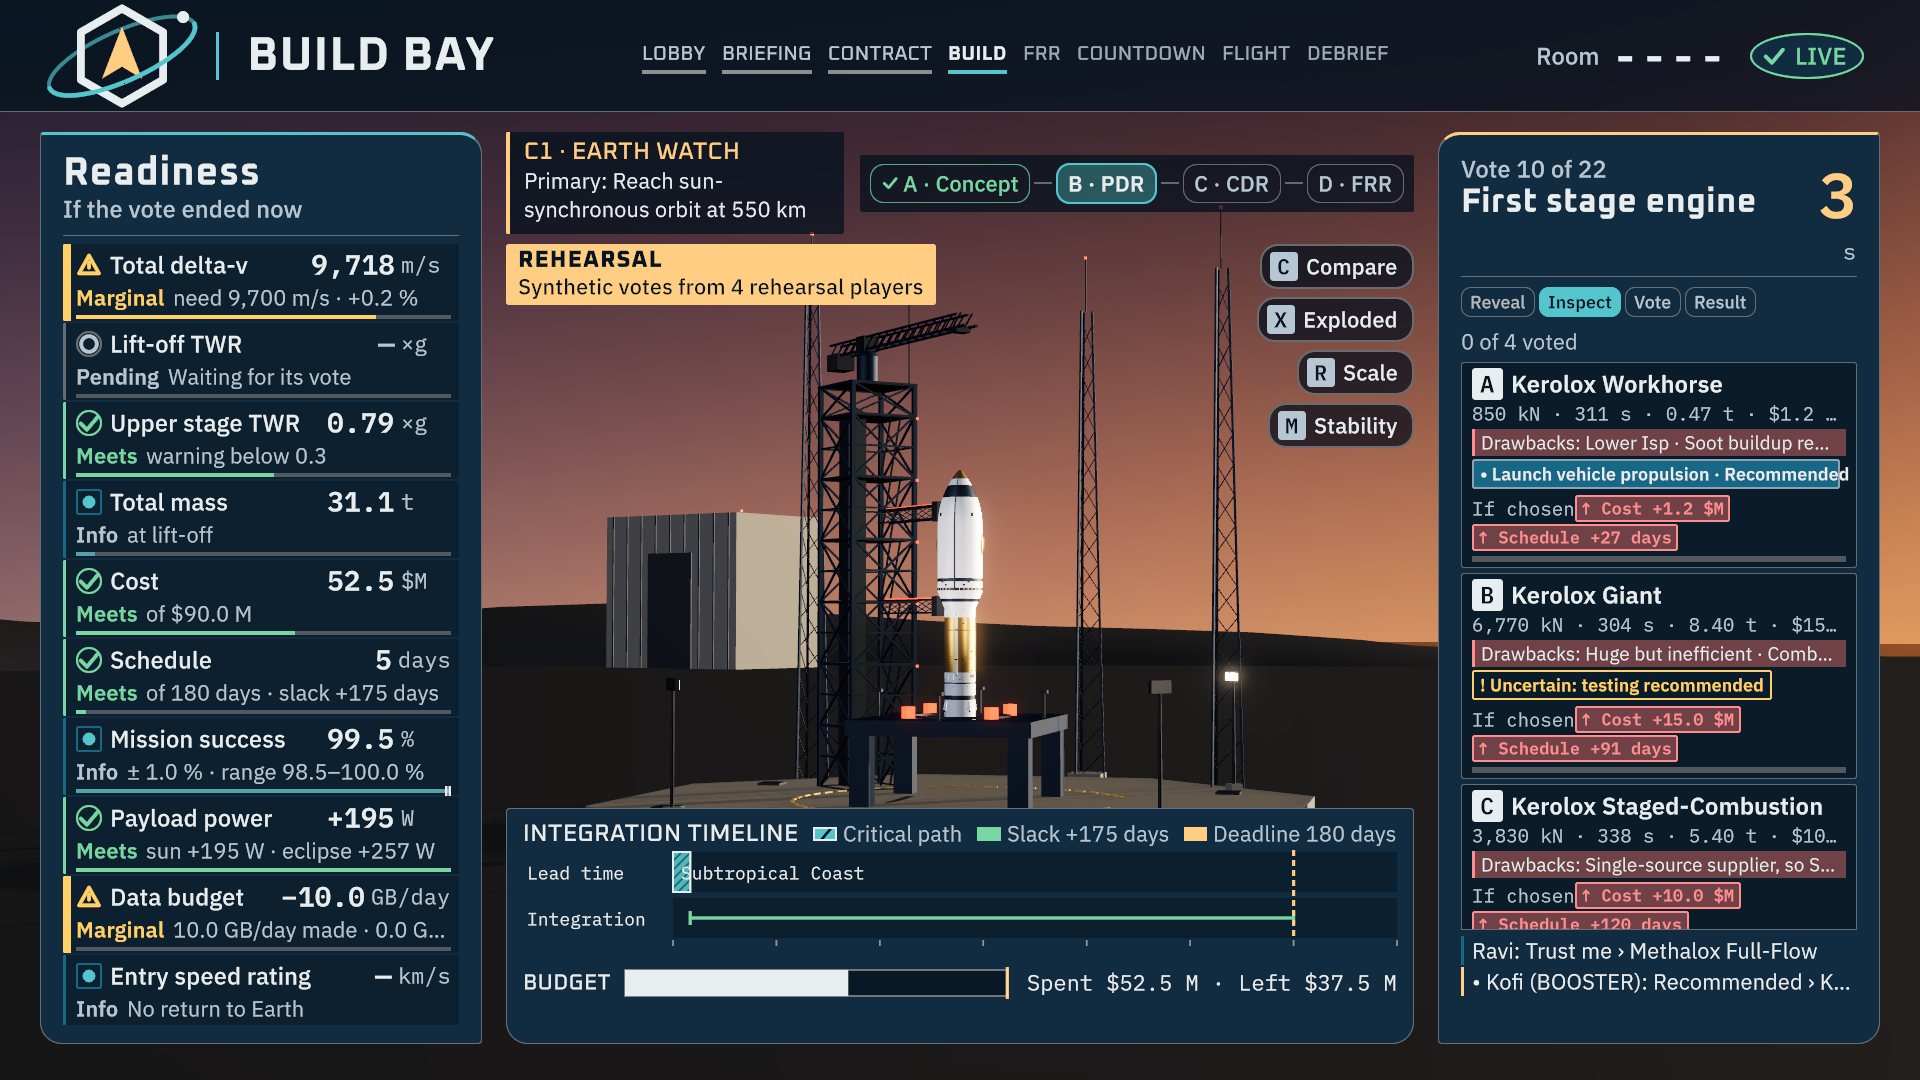 BUILD BAY
LOBBY BRIEFING CONTRACT BUILD FRR COUNTDOWN FLIGHT DEBRIEF
Room – – – –
✓ LIVE
Readiness
If the vote ended now
Total delta-v 9,718 m/s
Marginal need 9,700 m/s · +0.2 %
Lift-off TWR – ×g
Pending Waiting for its vote
Upper stage TWR 0.79 ×g
Meets warning below 0.3
Total mass 31.1 t
Info at lift-off
Cost 52.5 $M
Meets of $90.0 M
Schedule 5 days
Meets of 180 days · slack +175 days
Mission success 99.5 %
Info ± 1.0 % · range 98.5–100.0 %
Payload power +195 W
Meets sun +195 W · eclipse +257 W
Data budget −10.0 GB/day
Marginal 10.0 GB/day made · 0.0 G...
Entry speed rating – km/s
Info No return to Earth
C1 · EARTH WATCH
Primary: Reach sun-
synchronous orbit at 550 km
✓ A · Concept B · PDR C · CDR D · FRR
REHEARSAL
Synthetic votes from 4 rehearsal players
C Compare
X Exploded
R Scale
M Stability
INTEGRATION TIMELINE Critical path Slack +175 days Deadline 180 days
Lead time Subtropical Coast
Integration
BUDGET Spent $52.5 M · Left $37.5 M
Vote 10 of 22
First stage engine
3
s
Reveal Inspect Vote Result
0 of 4 voted
A Kerolox Workhorse
850 kN · 311 s · 0.47 t · $1.2 …
Drawbacks: Lower Isp · Soot buildup re...
• Launch vehicle propulsion · Recommended
If chosen ↑ Cost +1.2 $M
↑ Schedule +27 days
B Kerolox Giant
6,770 kN · 304 s · 8.40 t · $15…
Drawbacks: Huge but inefficient · Comb...
! Uncertain: testing recommended
If chosen ↑ Cost +15.0 $M
↑ Schedule +91 days
C Kerolox Staged-Combustion
3,830 kN · 338 s · 5.40 t · $10…
Drawbacks: Single-source supplier, so S...
If chosen ↑ Cost +10.0 $M
↑ Schedule +120 days
Ravi: Trust me › Methalox Full-Flow
• Kofi (BOOSTER): Recommended › K...